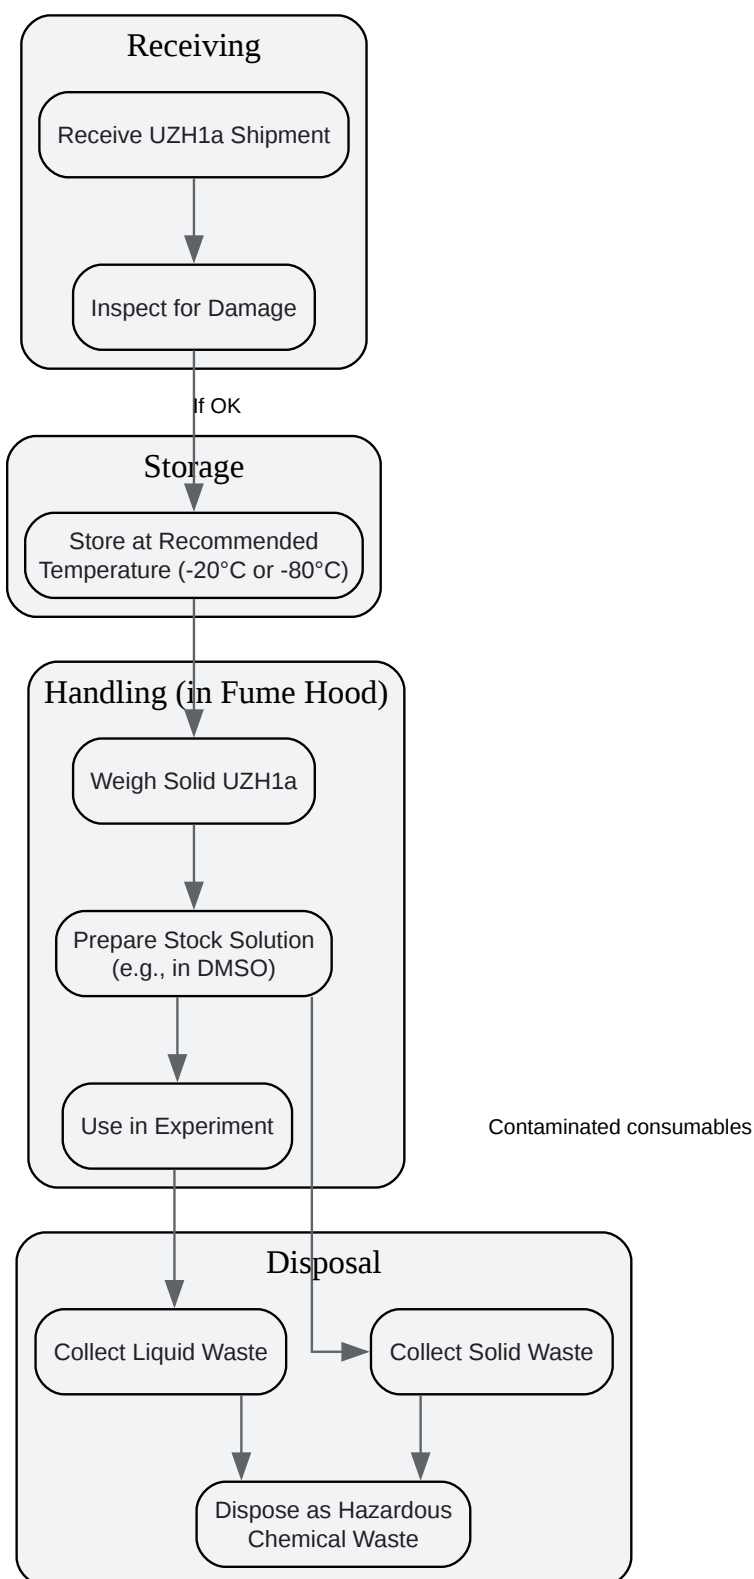 Receiving
Receive UZH1a Shipment
Inspect for Damage
If OK
Storage
Store at Recommended
Temperature (-20°C or -80°C)
Handling (in Fume Hood)
Weigh Solid UZH1a
Prepare Stock Solution
(e.g., in DMSO)
Use in Experiment
Contaminated consumables
Disposal
Collect Liquid Waste
Collect Solid Waste
Dispose as Hazardous
Chemical Waste